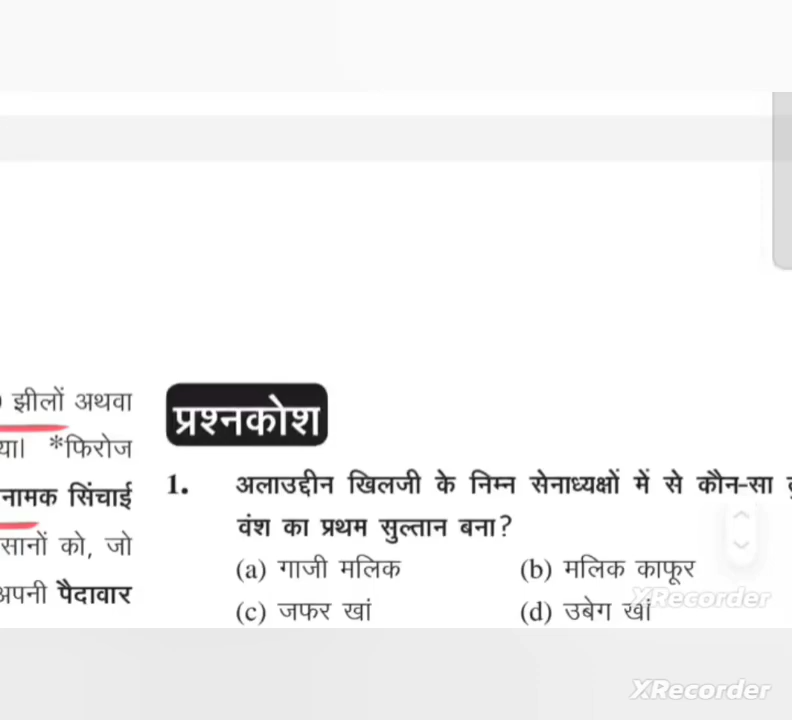 झीलों अथवा
या। *फिरोज
नामक सिंचाई
सानों को, जो
अपनी पैदावार
प्रश्नकोश
1. अलाउद्दीन खिलजी के निम्न सेनाध्यक्षों में से कौन-सा
वंश का प्रथम सुल्तान बना?
(a) गाजी मलिक (b) मलिक काफूर
(c) जफर खां (d) उबेग खां
XRecorder
XRecorder